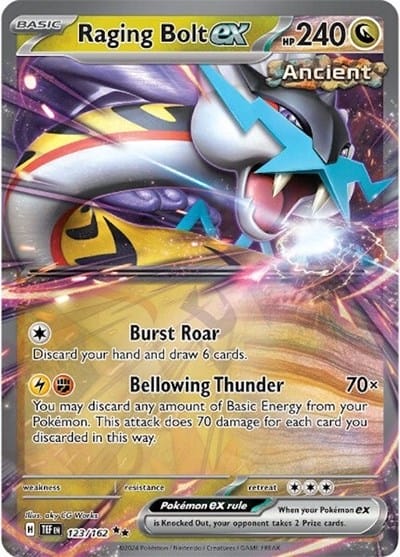 BASIC Raging Bolt ex HP 240
Ancient
Burst Roar
Discard your hand and draw 6 cards.
Bellowing Thunder 70×
You may discard any amount of Basic Energy from your
Pokémon. This attack does 70 damage for each card you
discarded in this way.
weakness resistance retreat
Illus. aky CG Works
Pokémon ex rule When your Pokémon ex
is Knocked Out, your opponent takes 2 Prize cards.
H TEF EN 123/162
©2024 Pokémon / Nintendo / Creatures / GAME FREAK